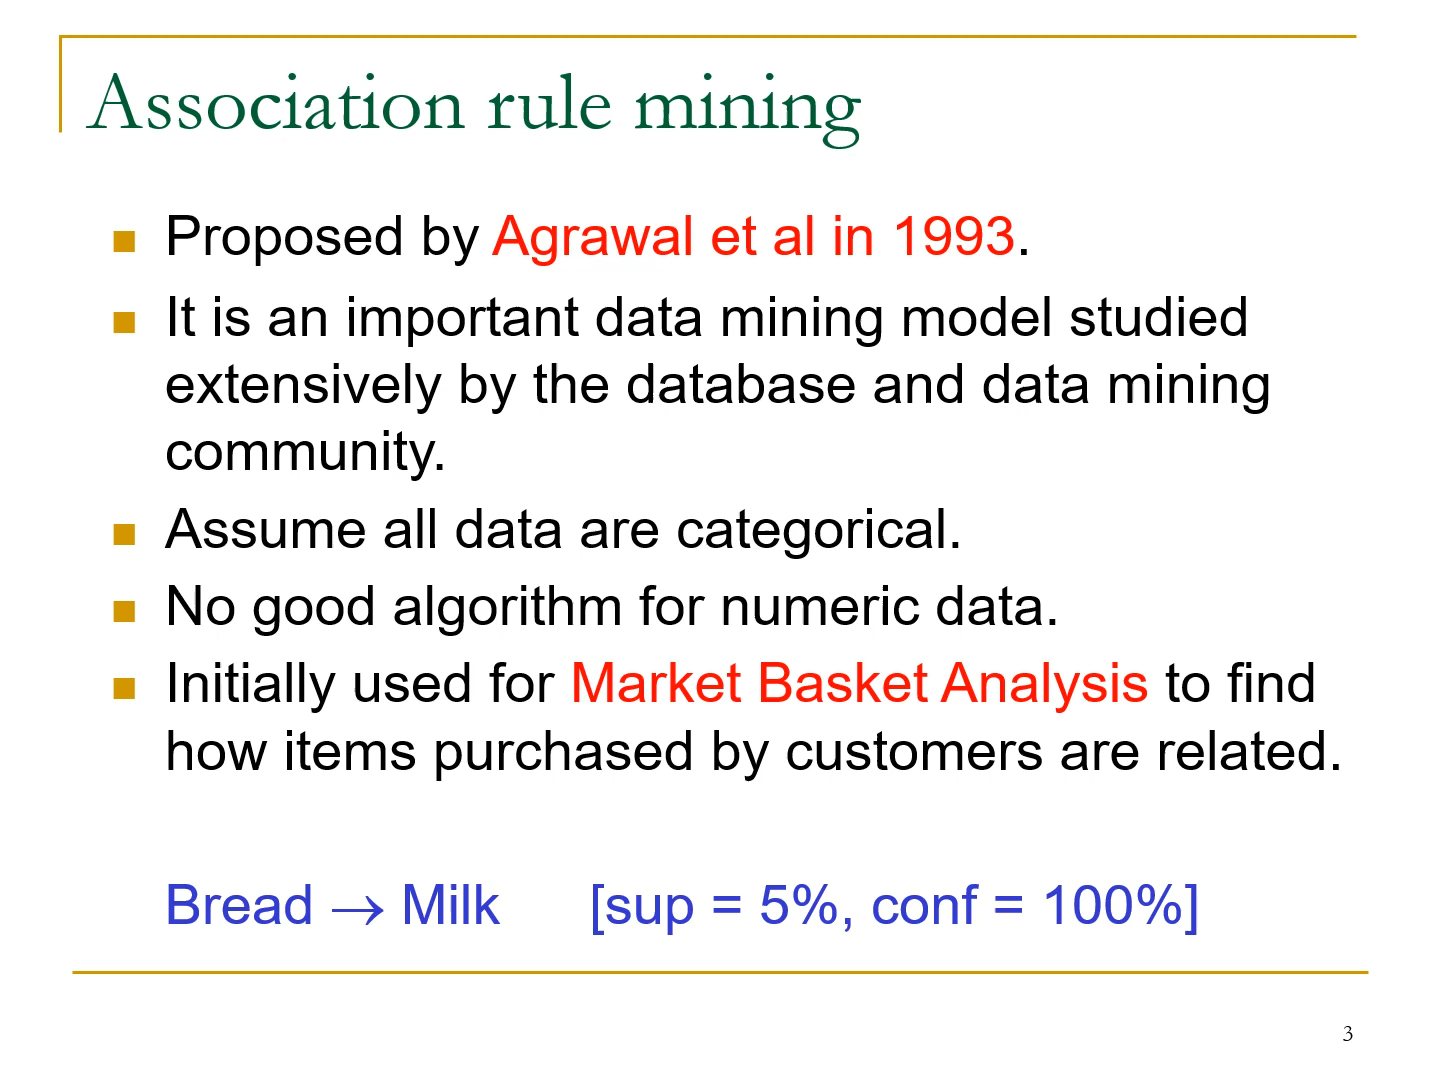 Association rule mining
Proposed by Agrawal et al in 1993.
It is an important data mining model studied
extensively by the database and data mining
community.
Assume all data are categorical.
No good algorithm for numeric data.
Initially used for Market Basket Analysis to find
how items purchased by customers are related.
Bread → Milk [sup = 5%, conf = 100%]
3